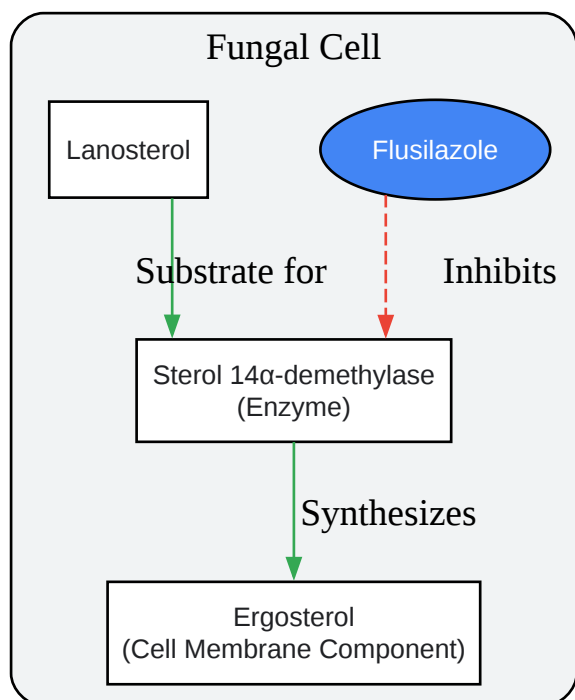 Fungal Cell
Lanosterol
Flusilazole
Substrate for
Inhibits
Sterol 14α-demethylase
(Enzyme)
Synthesizes
Ergosterol
(Cell Membrane Component)